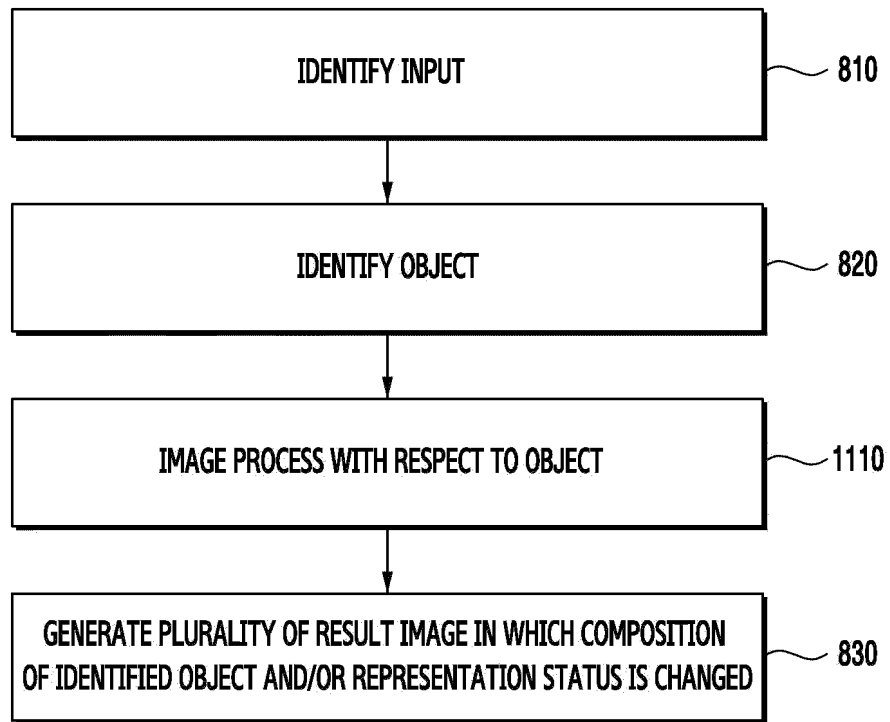 IDENTIFY INPUT
810
IDENTIFY OBJECT
820
IMAGE PROCESS WITH RESPECT TO OBJECT
1110
GENERATE PLURALITY OF RESULT IMAGE IN WHICH COMPOSITION
OF IDENTIFIED OBJECT AND/OR REPRESENTATION STATUS IS CHANGED
830